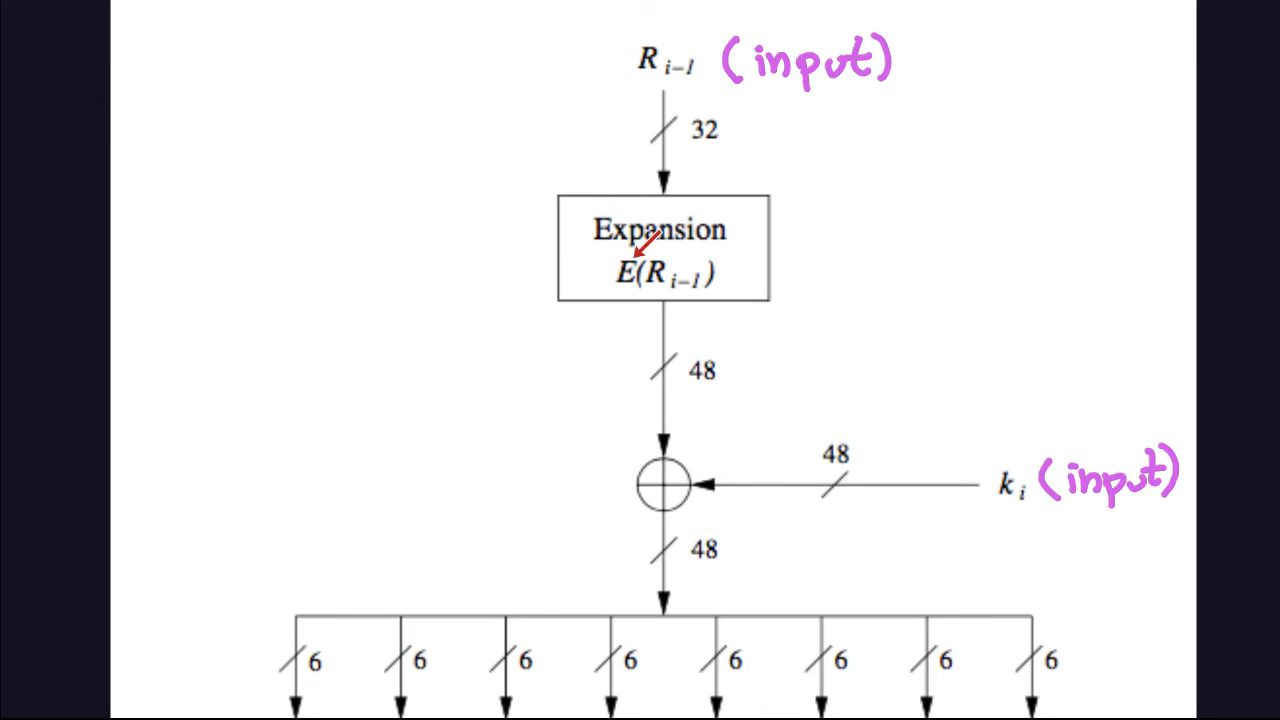 R i-1 (input)
32
Expansion
E(R i-1)
48
48
k i (input)
48
6 6 6 6 6 6 6 6